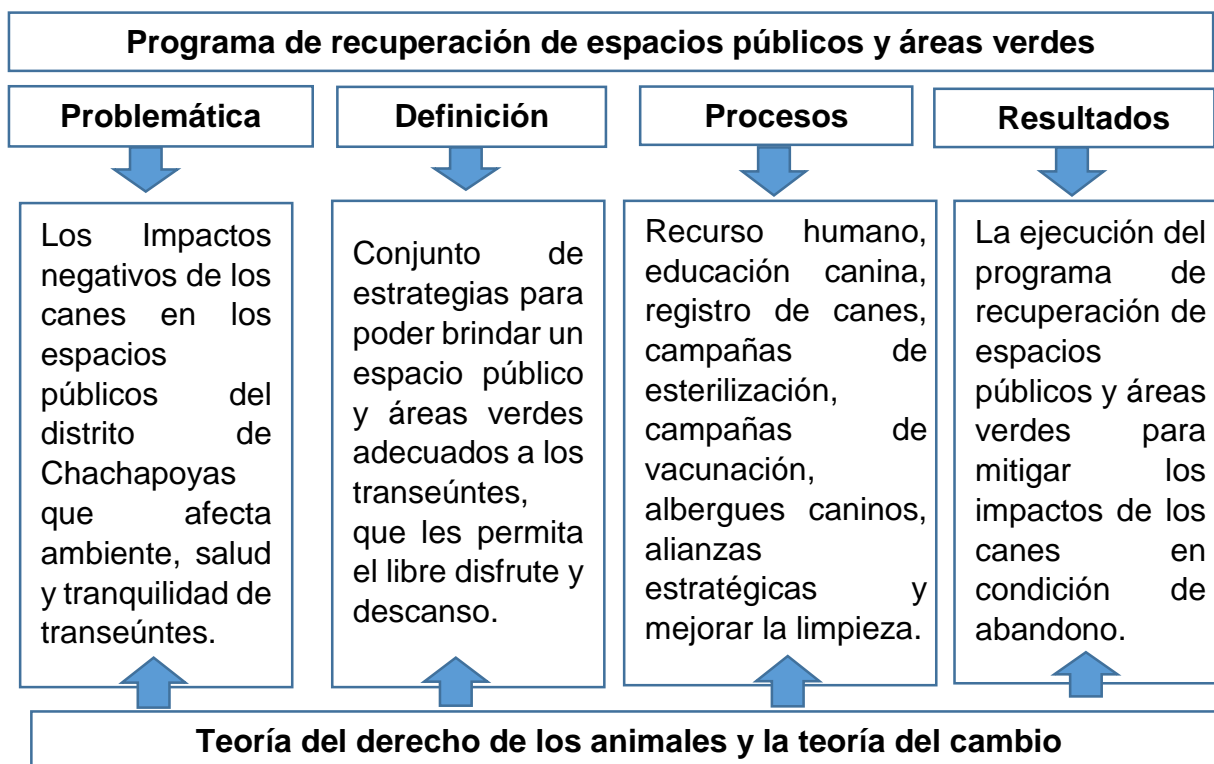 Programa de recuperación de espacios públicos y áreas verdes
Problemática
Definición
Procesos
Resultados
Los Impactos
negativos de los
canes en los
espacios
públicos del
distrito de
Chachapoyas
que afecta
ambiente, salud
y tranquilidad de
transeúntes.
Conjunto de
estrategias para
poder brindar un
espacio público
y áreas verdes
adecuados a los
transeúntes,
que les permita
el libre disfrute y
descanso.
Recurso humano,
educación canina,
registro de canes,
campañas de
esterilización,
campañas de
vacunación,
albergues caninos,
alianzas
estratégicas y
mejorar la limpieza.
La ejecución del
programa de
recuperación de
espacios
públicos y áreas
verdes para
mitigar los
impactos de los
canes en
condición de
abandono.
Teoría del derecho de los animales y la teoría del cambio